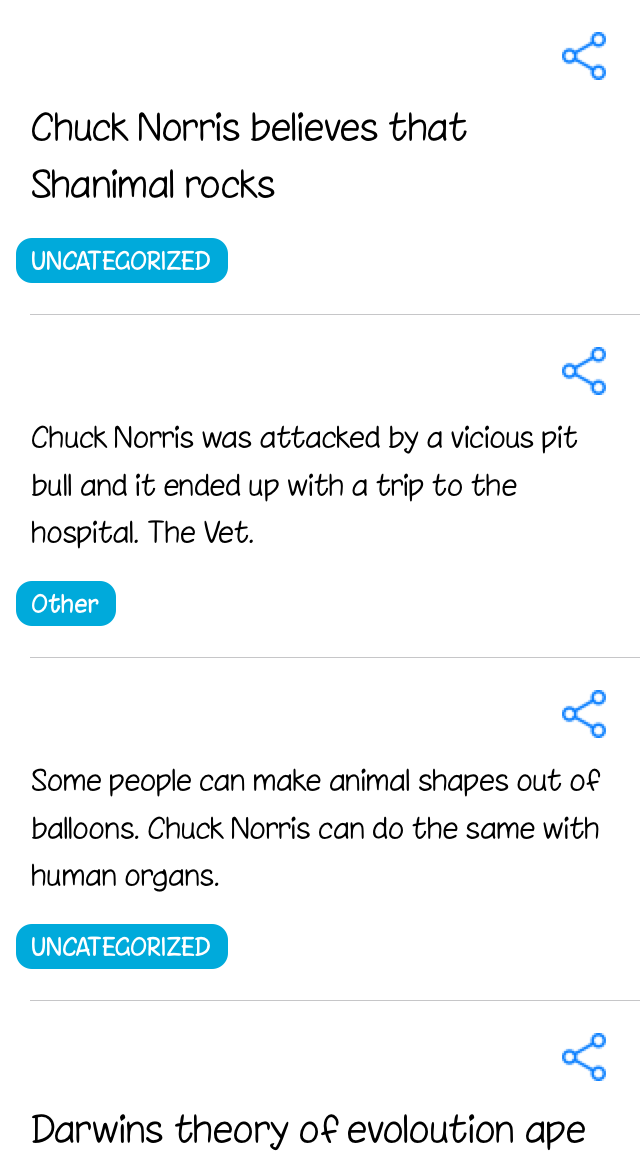 Chuck Norris believes that
Shanimal rocks
UNCATEGORIZED
Chuck Norris was attacked by a vicious pit
bull and it ended up with a trip to the
hospital. The Vet.
Other
Some people can make animal shapes out of
balloons. Chuck Norris can do the same with
human organs.
UNCATEGORIZED
Darwins theory of evoloution ape